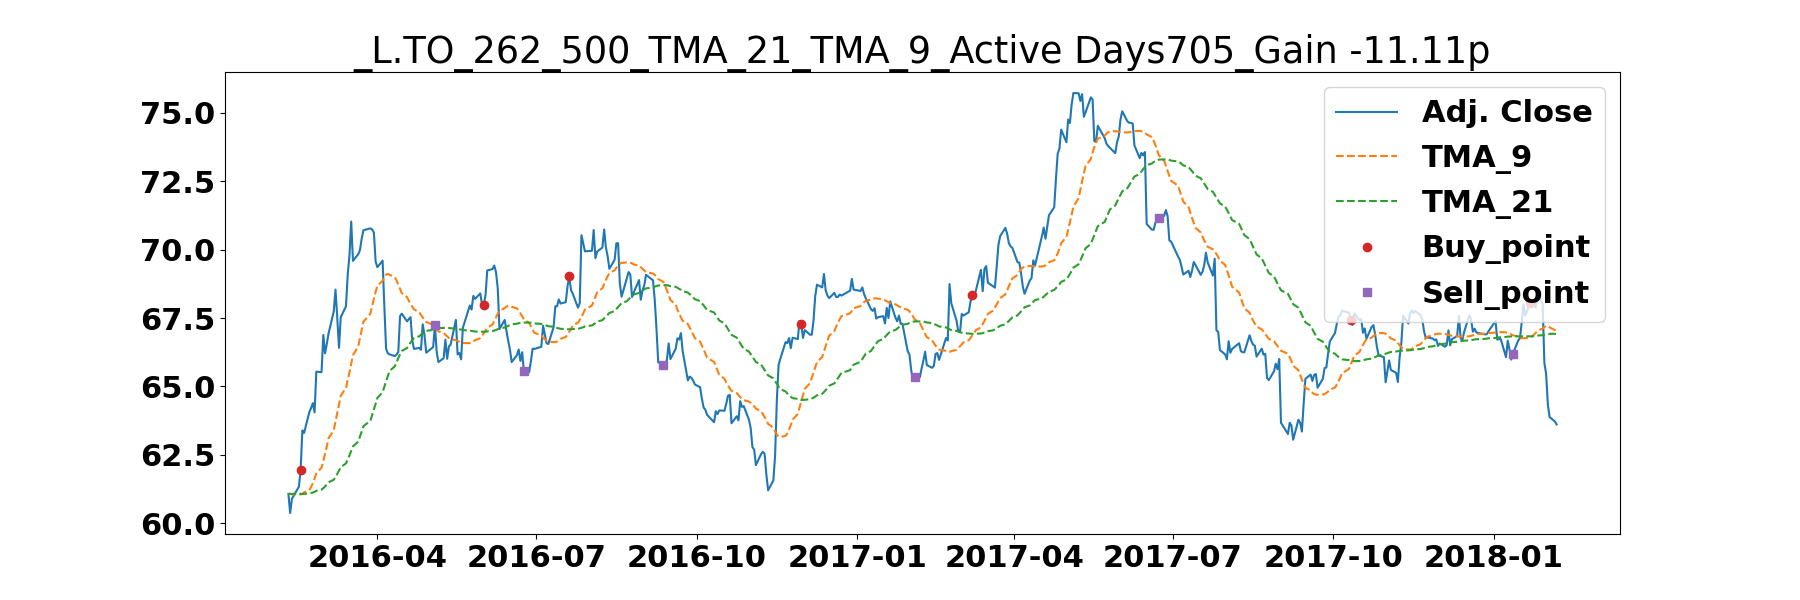 _L.TO_262_500_TMA_21_TMA_9_Active Days705_Gain -11.11p
75.0
72.5
70.0
67.5
65.0
62.5
60.0
Adj. Close
TMA_9
TMA_21
Buy_point
Sell_point
2016-04 2016-07 2016-10 2017-01 2017-04 2017-07 2017-10 2018-01